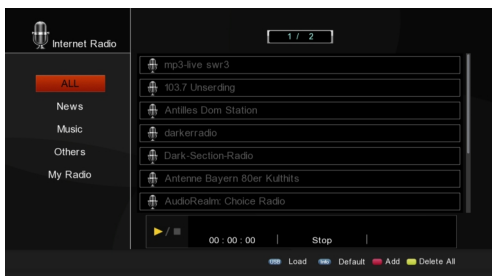 Internet Radio
1 / 2
ALL
News
Music
Others
My Radio
mp3-live swr3
103.7 Unserding
Antilles Dom Station
darkerradio
Dark-Section-Radio
Antenne Bayern 80er Kulthits
AudioRealm: Choice Radio
00 : 00 : 00 | Stop |
Load Default Add Delete All